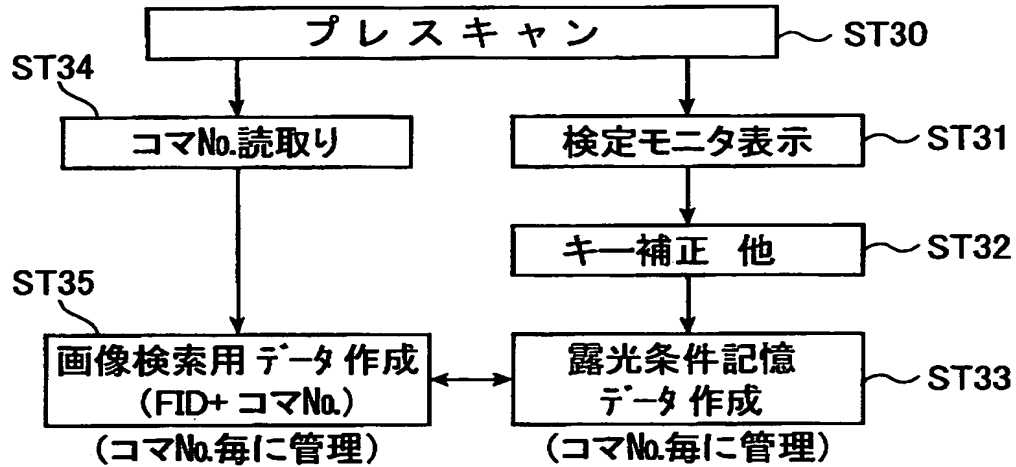 プレスキャン
ST30
ST34
コマNo.読取り
検定モニタ表示
ST31
キー補正 他
ST32
ST35
画像検索用データ作成
(FID+コマNo.)
(コマNo.毎に管理)
露光条件記憶
データ作成
ST33
(コマNo.毎に管理)